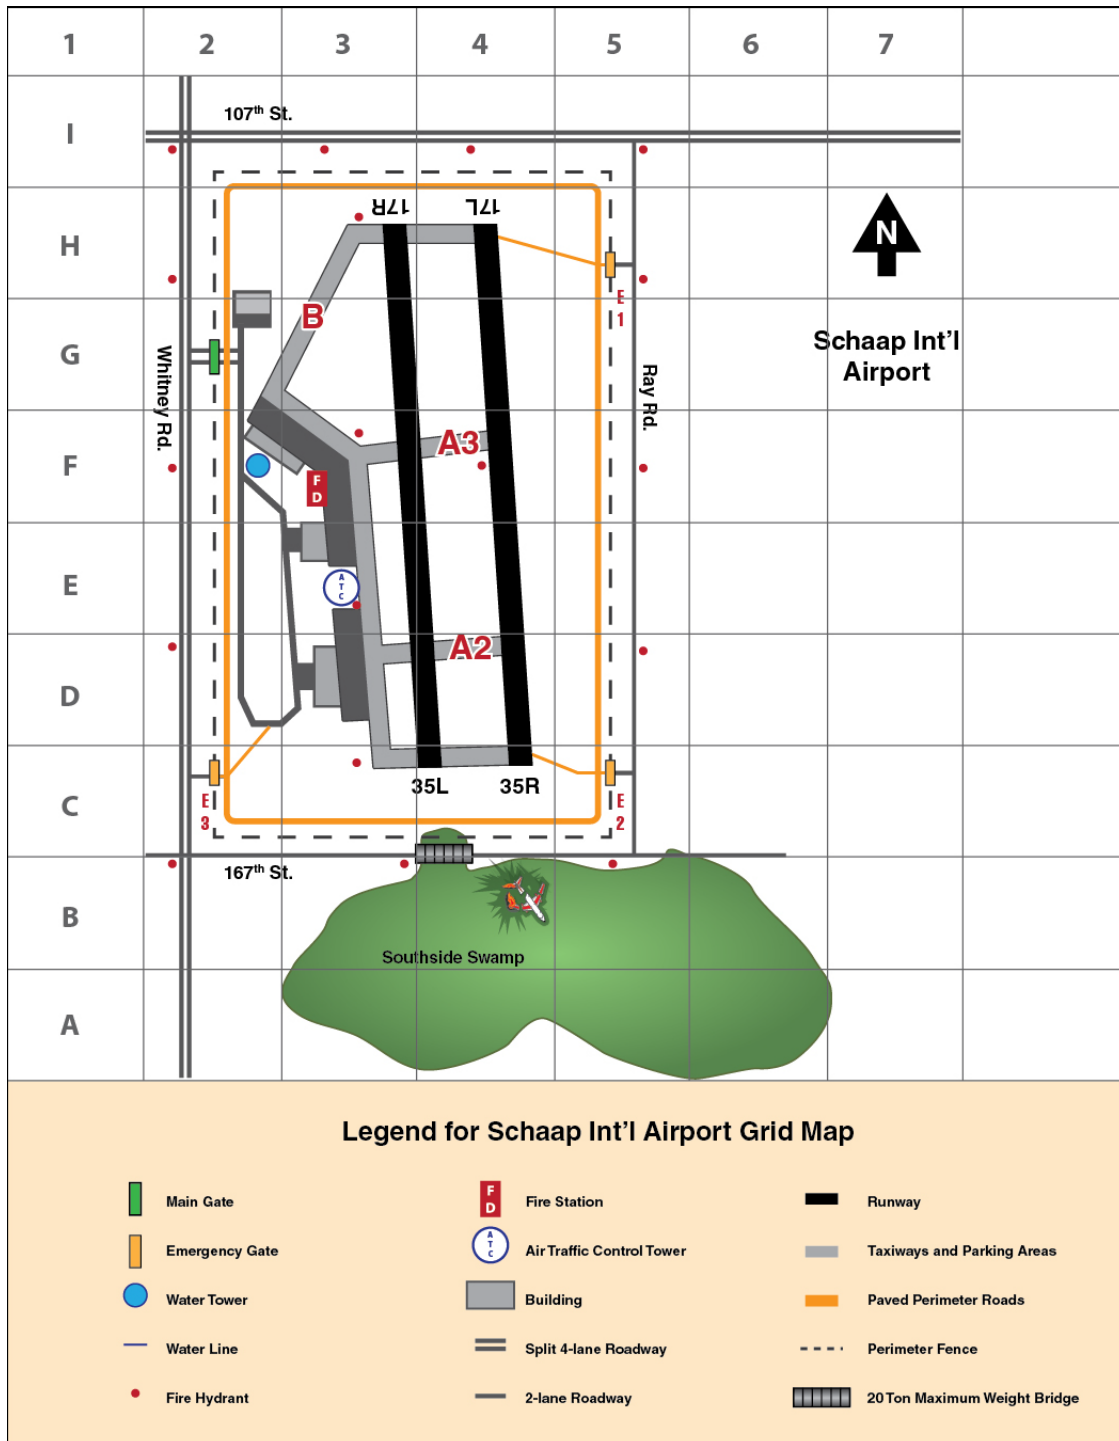 1 2 3 4 5 6 7
I
107th St.
17R 17L
H
N
E
1
B
G
Schaap Int'l
Airport
Whitney Rd.
Ray Rd.
A3
F
F
D
E
A
T
C
A2
D
35L 35R
C
E
3
E
2
167th St.
B
Southside Swamp
A
Legend for Schaap Int'l Airport Grid Map
Main Gate
F
D
Fire Station
Runway
Emergency Gate
A
T
C
Air Traffic Control Tower
Taxiways and Parking Areas
Water Tower
Building
Paved Perimeter Roads
Water Line
Split 4-lane Roadway
Perimeter Fence
Fire Hydrant
2-lane Roadway
20 Ton Maximum Weight Bridge